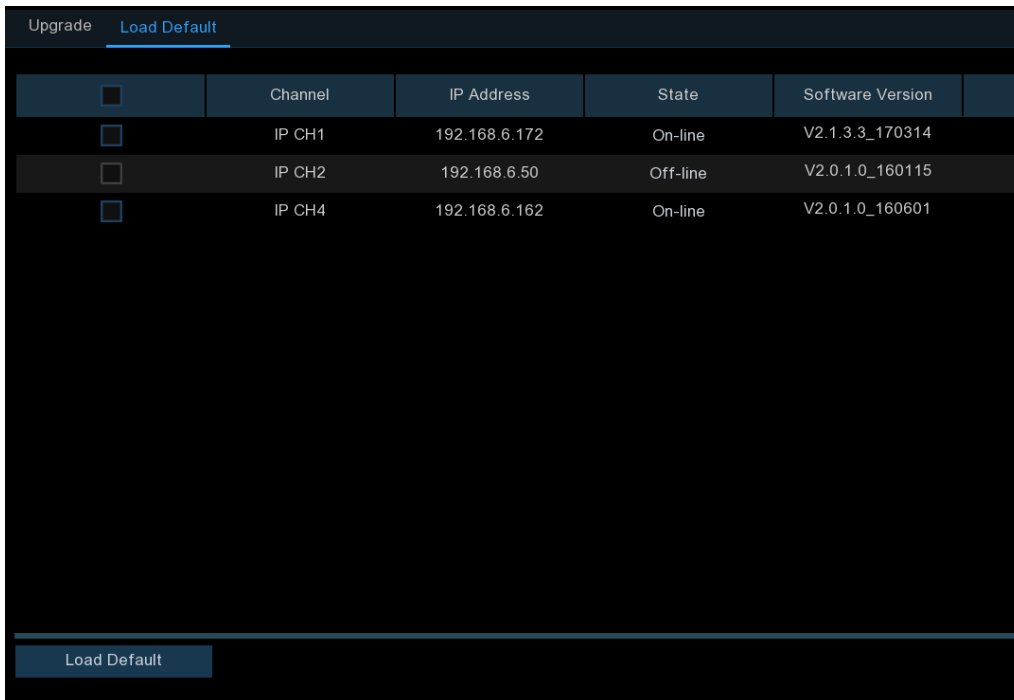 Upgrade Load Default
Channel IP Address State Software Version
IP CH1 192.168.6.172 On-line V2.1.3.3_170314
IP CH2 192.168.6.50 Off-line V2.0.1.0_160115
IP CH4 192.168.6.162 On-line V2.0.1.0_160601
Load Default